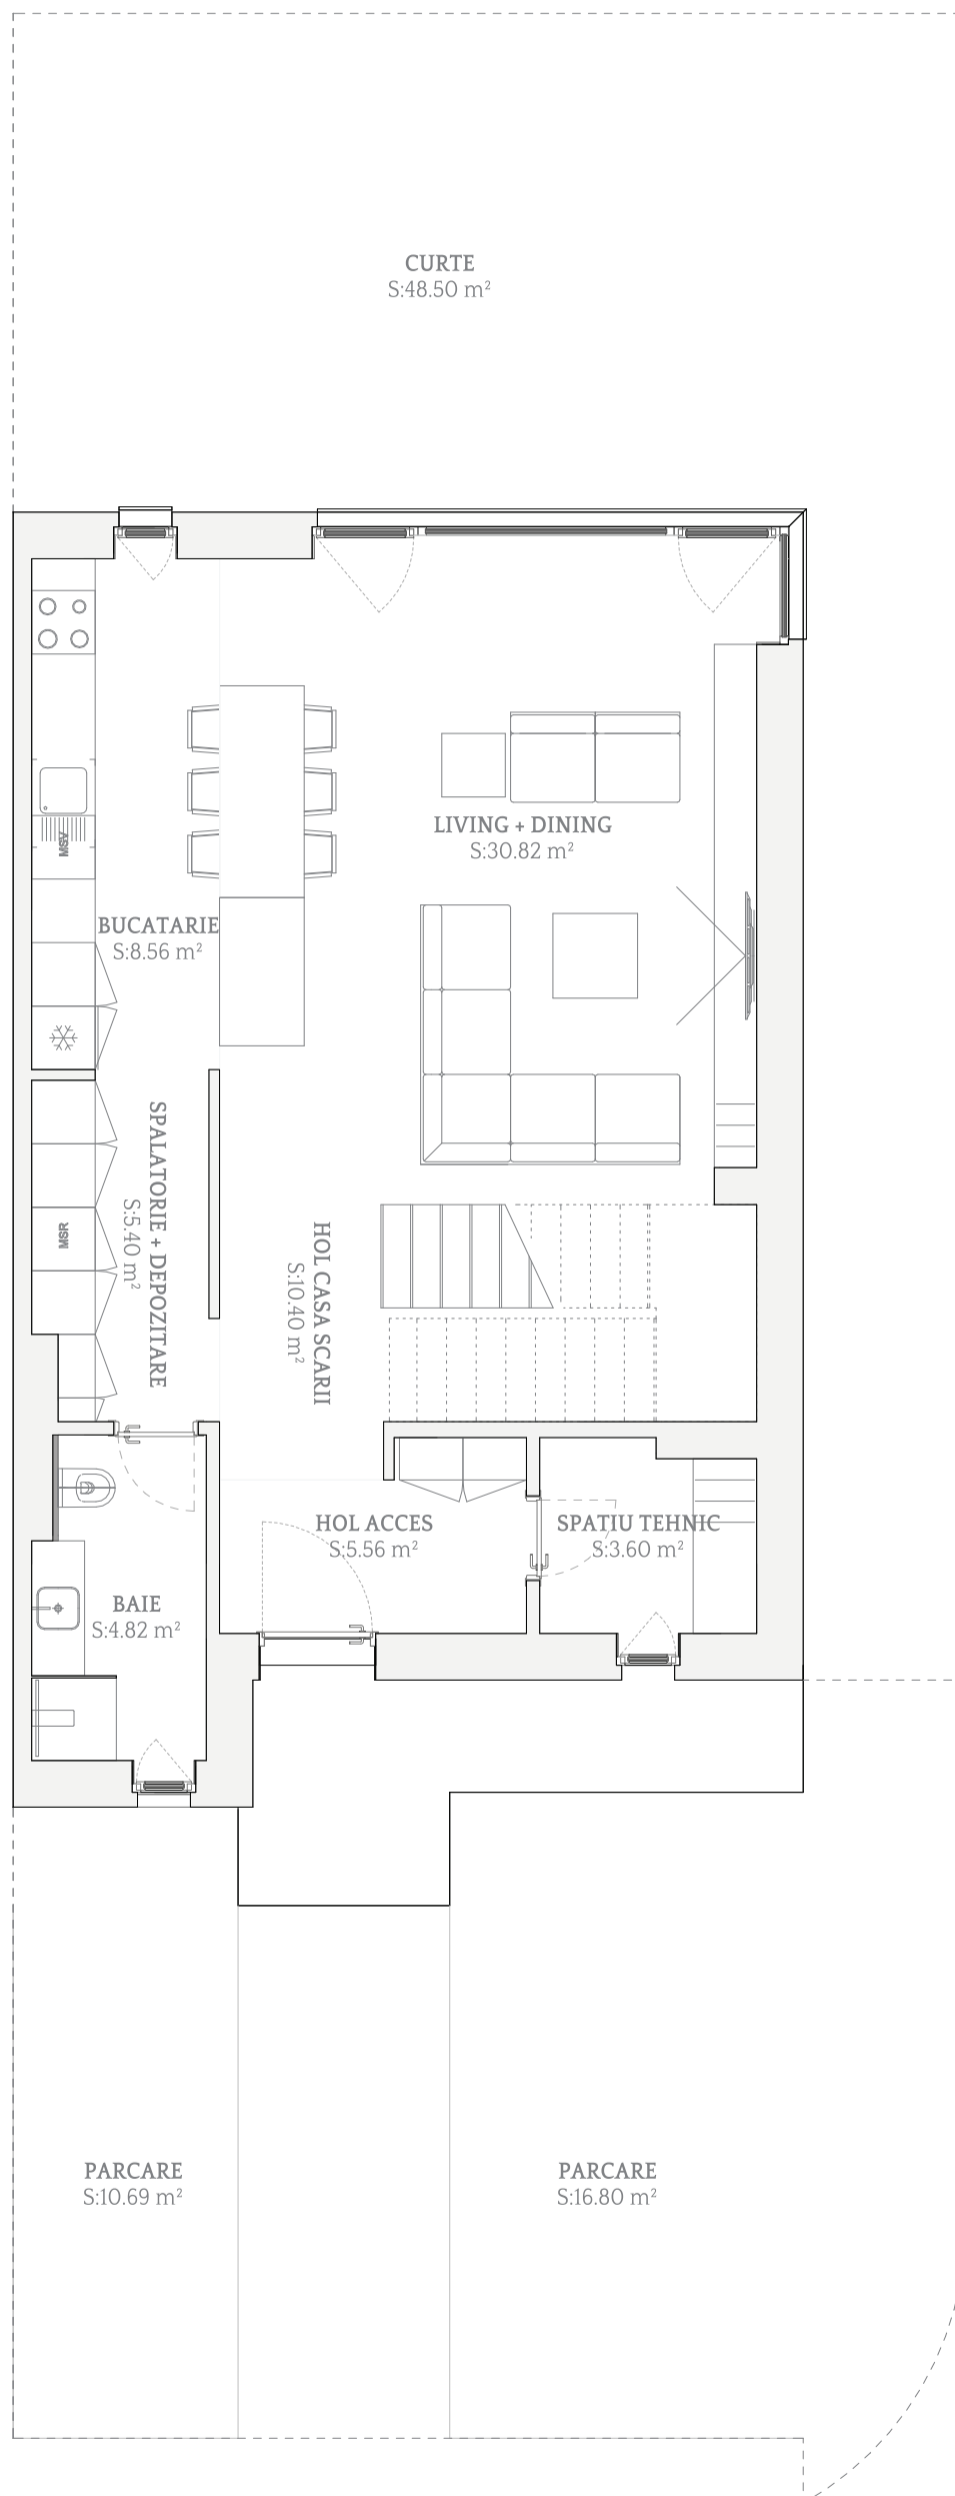 CURTE
S:48.50 m²
LIVING + DINING
S:30.82 m²
MSV
BUCATARIE
S:8.56 m²
SPALATORIE + DEPOZITARE
S:5.40 m²
MSR
HOL CASA SCARII
S:10.40 m²
HOL ACCES
S:5.56 m²
SPATIU TEHNIC
S:3.60 m²
BAIE
S:4.82 m²
PARCARE
S:10.69 m²
PARCARE
S:16.80 m²